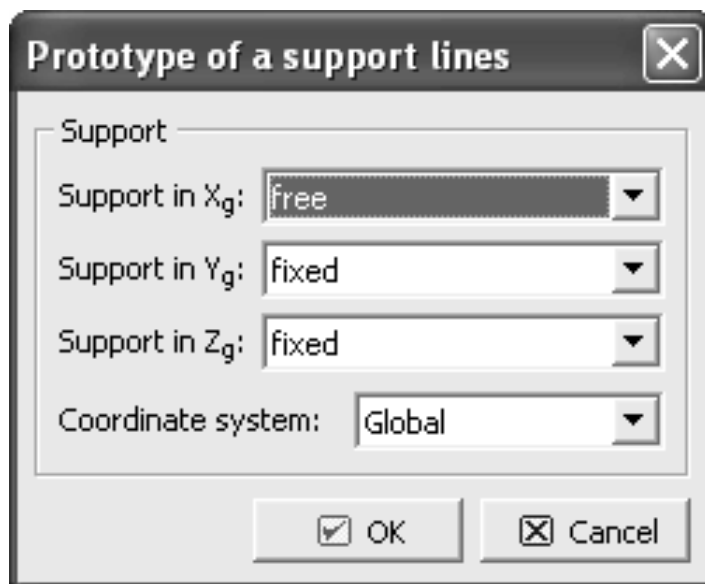 Prototype of a support lines
Support
Support in Xg: free
Support in Yg: fixed
Support in Zg: fixed
Coordinate system: Global
OK Cancel